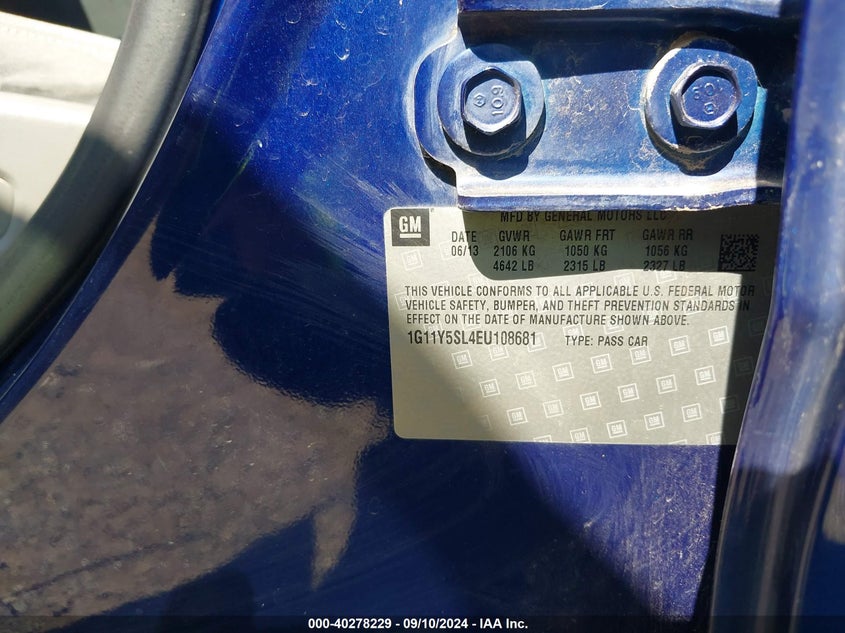 109
GM
MFD BY GENERAL MOTORS LLC
DATE GVWR GAWR FRT GAWR RR
06/13 2106 KG 1050 KG 1056 KG
4642 LB 2315 LB 2327 LB
THIS VEHICLE CONFORMS TO ALL APPLICABLE U.S. FEDERAL MOTOR
VEHICLE SAFETY, BUMPER, AND THEFT PREVENTION STANDARDS IN
EFFECT ON THE DATE OF MANUFACTURE SHOWN ABOVE.
1G11Y5SL4EU108681 TYPE: PASS CAR
000-40278229 - 09/10/2024 - IAA Inc.